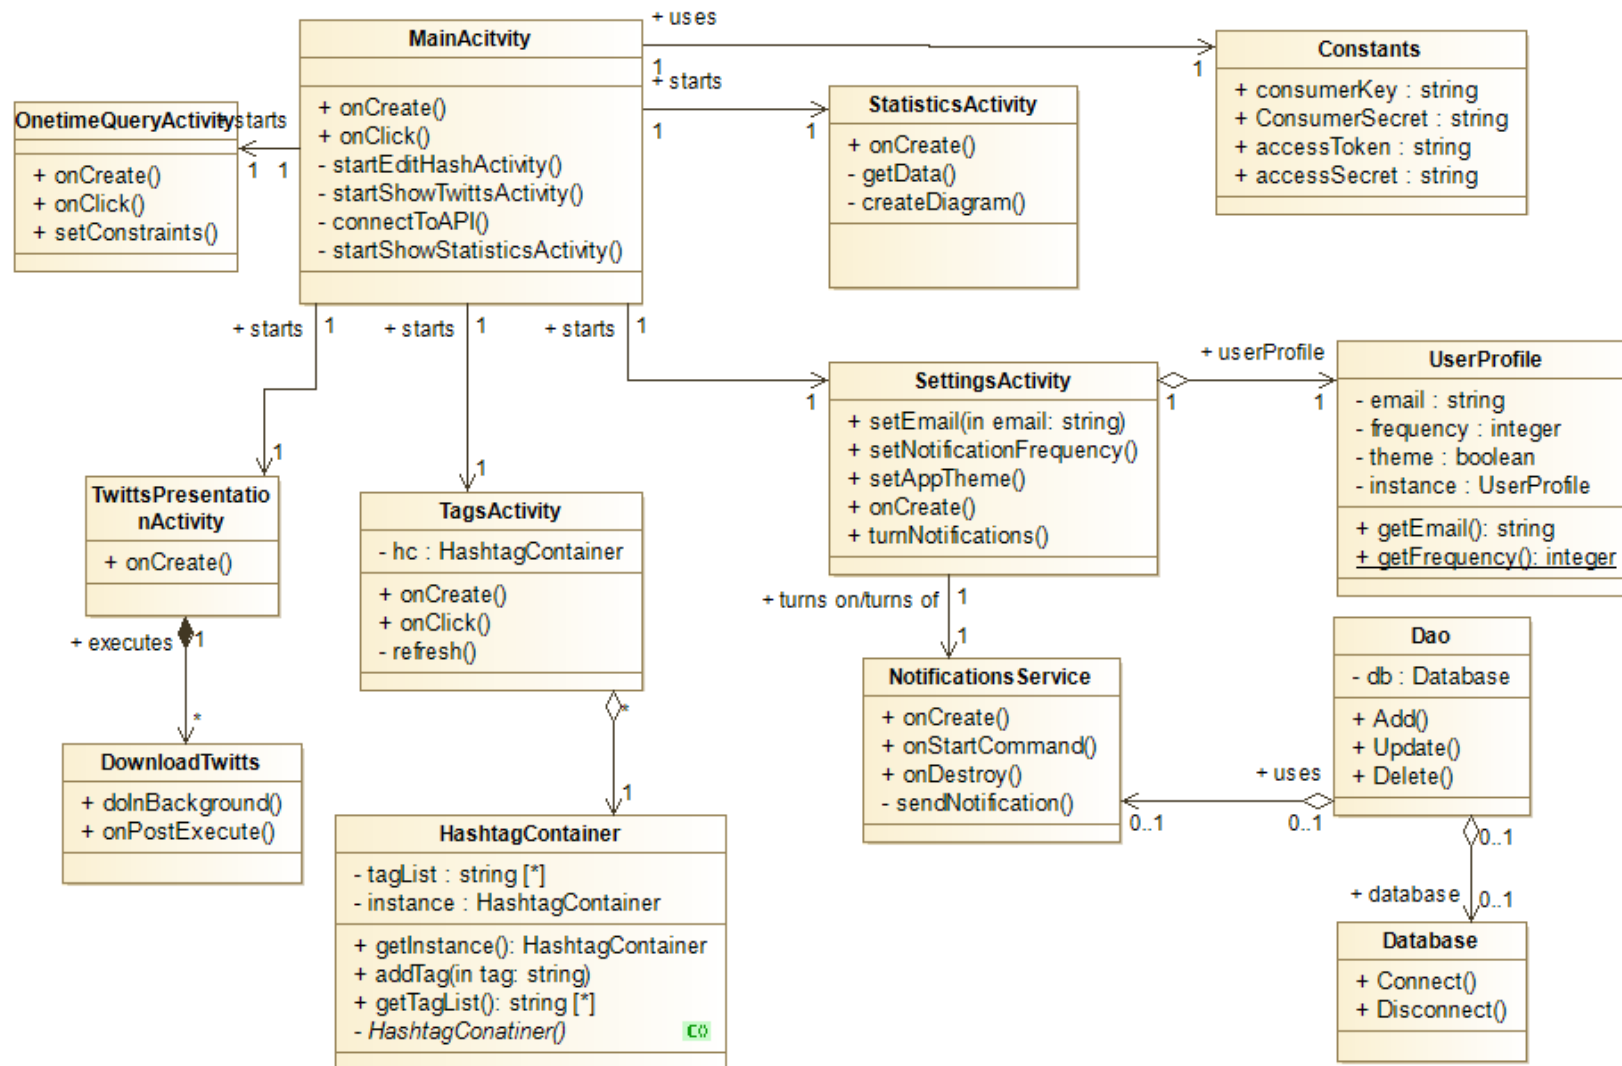 + uses
MainAcitvity
+ onCreate()
+ onClick()
- startEditHashActivity()
- startShowTwittsActivity()
- connectToAPI()
- startShowStatisticsActivity()
1
1
Constants
+ consumerKey : string
+ ConsumerSecret : string
+ accessToken : string
+ accessSecret : string
+ starts
1
1
StatisticsActivity
+ onCreate()
- getData()
- createDiagram()
OnetimeQueryActivity
+ starts
1 1
+ onCreate()
+ onClick()
+ setConstraints()
+ starts 1
+ starts 1
+ starts 1
1
1
1
TwittsPresentatio
nActivity
+ onCreate()
+ executes
1
*
DownloadTwitts
+ doInBackground()
+ onPostExecute()
TagsActivity
- hc : HashtagContainer
+ onCreate()
+ onClick()
- refresh()
*
1
HashtagContainer
- tagList : string [*]
- instance : HashtagContainer
+ getInstance(): HashtagContainer
+ addTag(in tag: string)
+ getTagList(): string [*]
- HashtagConatiner()
SettingsActivity
+ setEmail(in email: string)
+ setNotificationFrequency()
+ setAppTheme()
+ onCreate()
+ turnNotifications()
+ userProfile
1
1
UserProfile
- email : string
- frequency : integer
- theme : boolean
- instance : UserProfile
+ getEmail(): string
+ getFrequency(): integer
+ turns on/turns of
1
1
NotificationsService
+ onCreate()
+ onStartCommand()
+ onDestroy()
- sendNotification()
+ uses
0..1
0..1
Dao
- db : Database
+ Add()
+ Update()
+ Delete()
0..1
+ database
0..1
Database
+ Connect()
+ Disconnect()